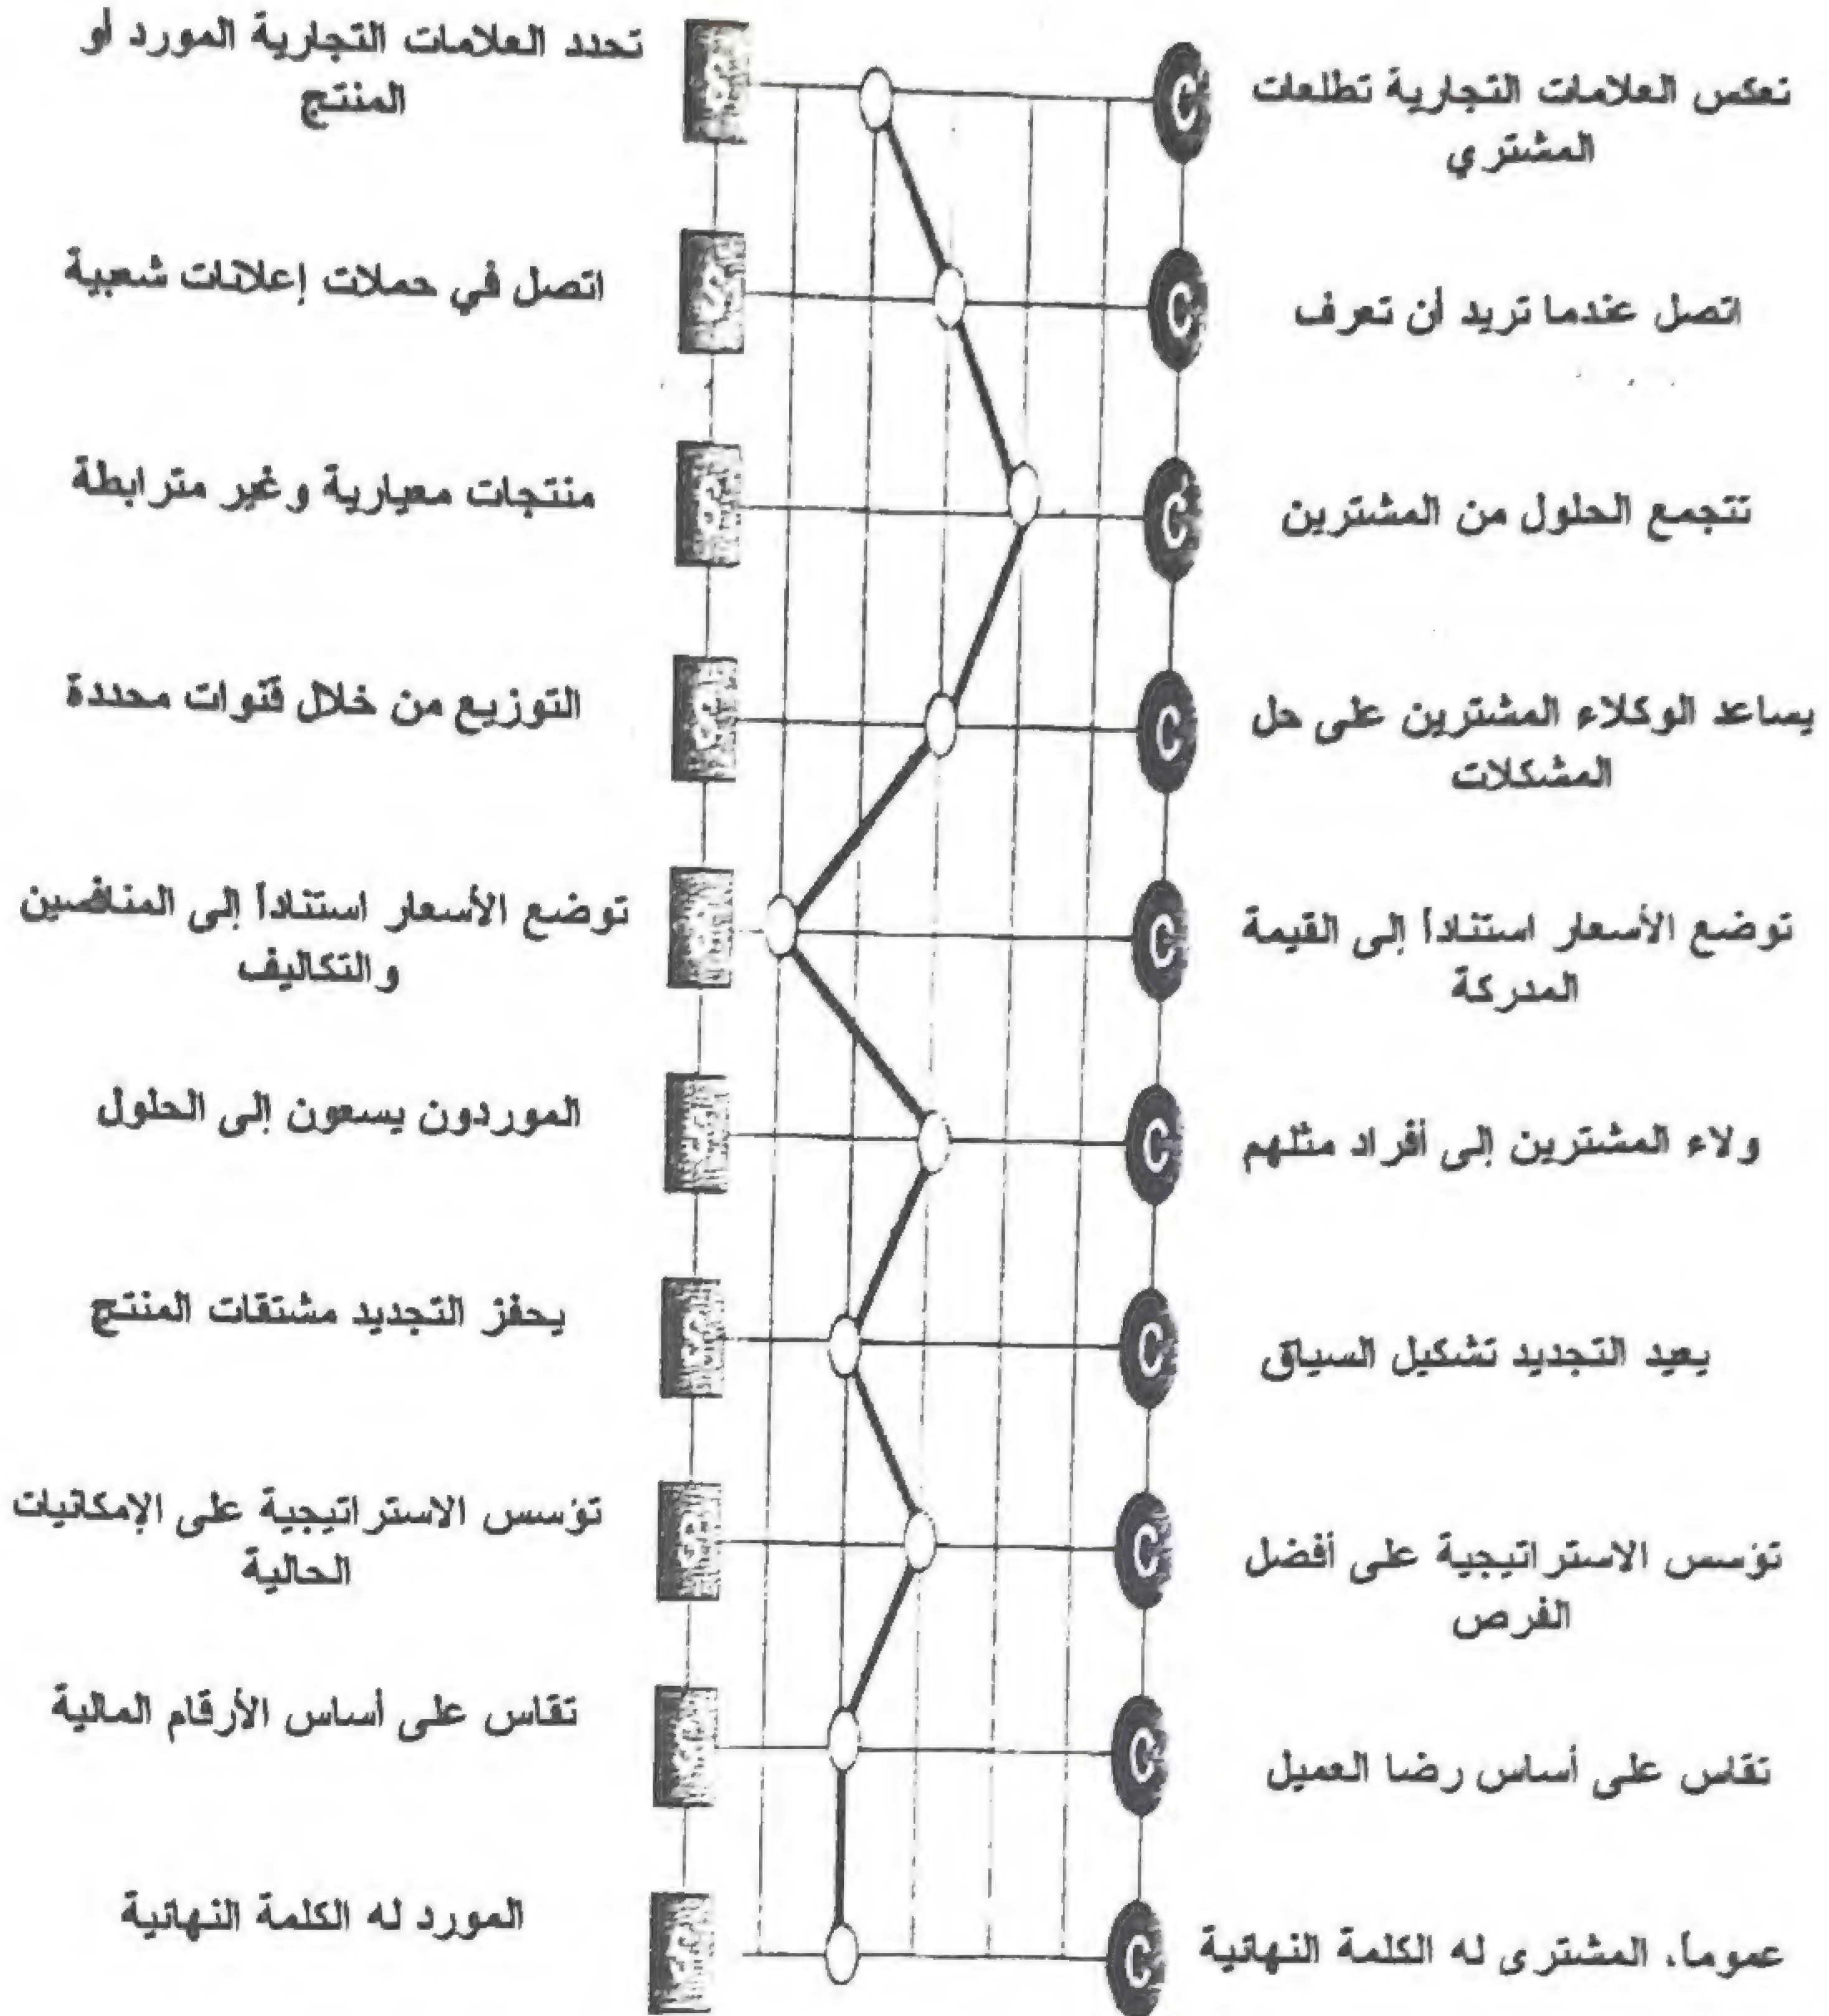 تعكس العلامات التجارية تطلعات
المشتري
C
S
تحدد العلامات التجارية المورد أو
المنتج
اتصل عندما تريد أن تعرف
C
S
اتصل في حملات إعلانات شعبية
تتجمع الحلول من المشترين
C
S
منتجات معيارية وغير مترابطة
يساعد الوكلاء المشترين على حل
المشكلات
C
S
التوزيع من خلال قنوات محددة
توضع الأسعار استناداً إلى القيمة
المدركة
C
S
توضع الأسعار استناداً إلى المنافسين
والتكاليف
ولاء المشترين إلى أفراد مثلهم
C
S
الموردون يسعون إلى الحلول
يعيد التجديد تشكيل السياق
C
S
يحفز التجديد مشتقات المنتج
تؤسس الاستراتيجية على أفضل
الفرص
C
S
تؤسس الاستراتيجية على الإمكانيات
الحالية
تقاس على أساس رضا العميل
C
S
تقاس على أساس الأرقام المالية
عموماً، المشترى له الكلمة النهائية
C
S
المورد له الكلمة النهائية